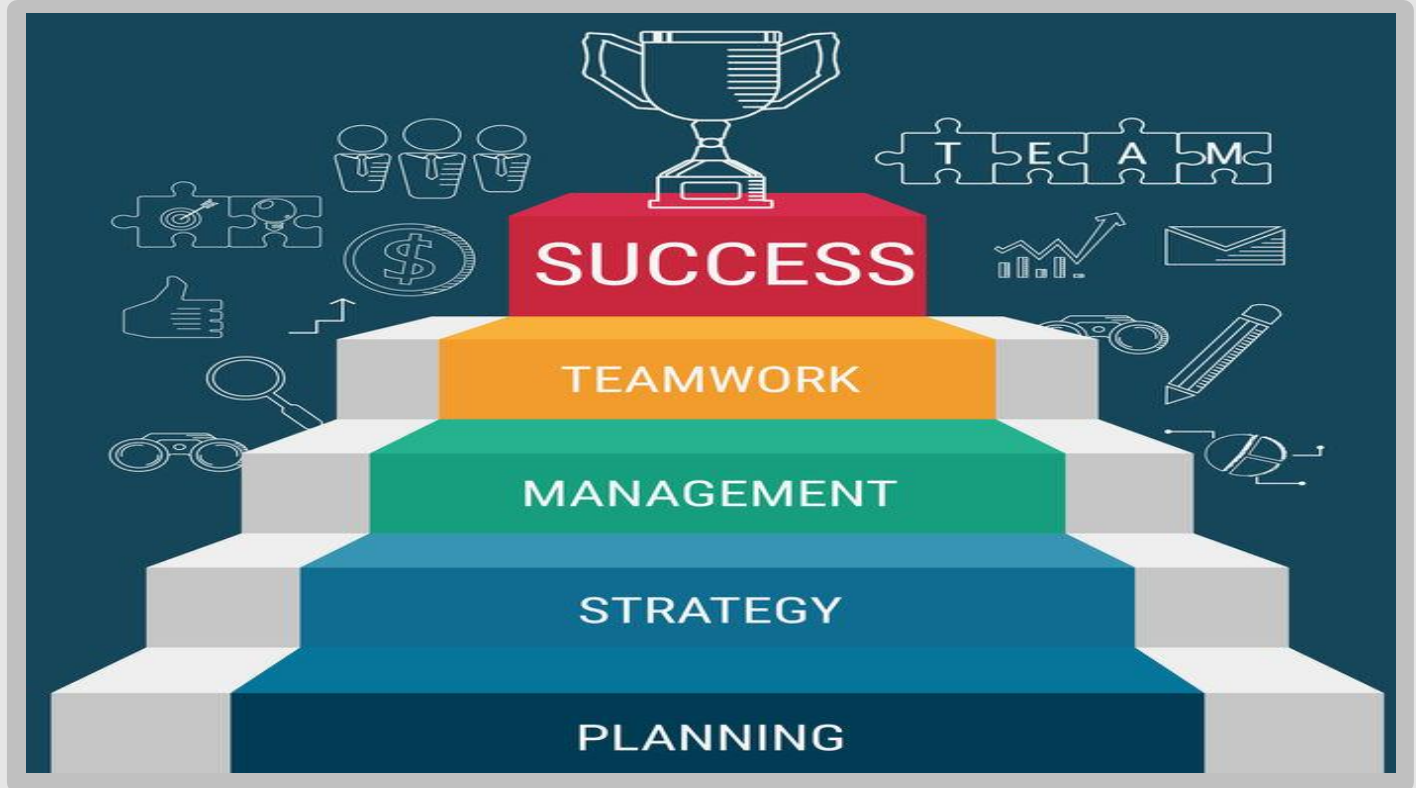 T E A M
SUCCESS
TEAMWORK
MANAGEMENT
STRATEGY
PLANNING